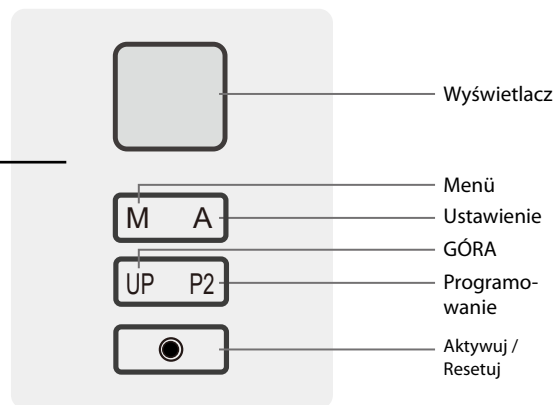 Wyświetlacz
M A
Menü
Ustawienie
UP P2
GÓRA
Programo-
wanie
Aktywuj /
Resetuj